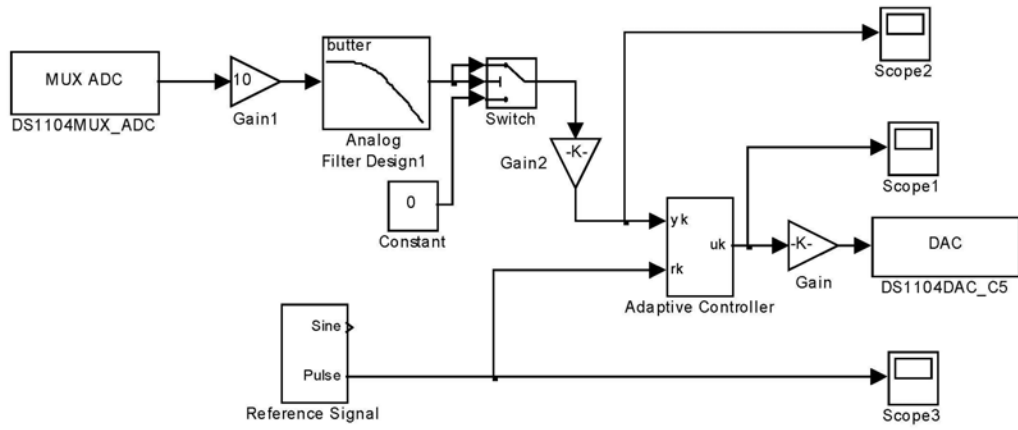 MUX ADC
DS1104MUX_ADC
10
Gain1
butter
Analog
Filter Design1
0
Constant
Switch
-K-
Gain2
Scope2
Scope1
yk
uk
rk
Adaptive Controller
-K-
Gain
DAC
DS1104DAC_C5
Sine
Pulse
Reference Signal
Scope3